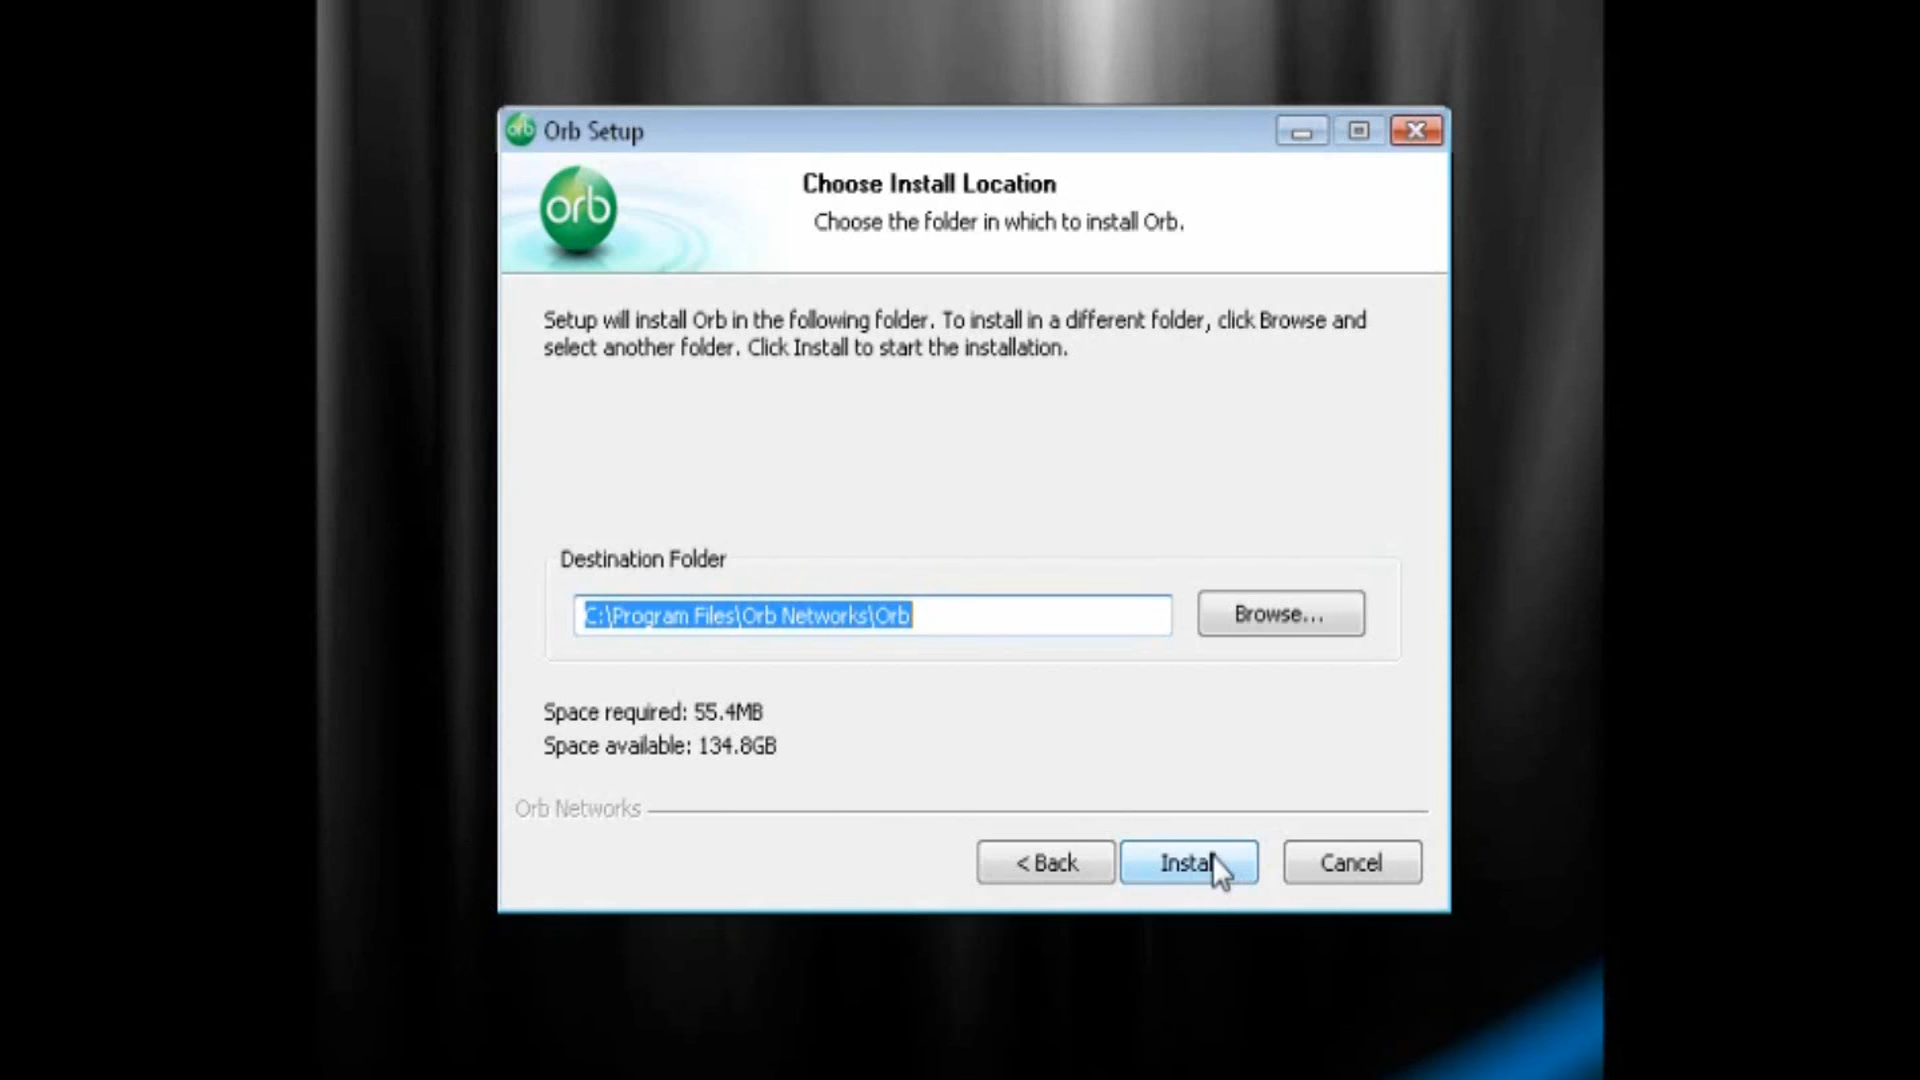 orb Orb Setup
orb
Choose Install Location
Choose the folder in which to install Orb.
Setup will install Orb in the following folder. To install in a different folder, click Browse and
select another folder. Click Install to start the installation.
Destination Folder
C:\Program Files\Orb Networks\Orb
Browse...
Space required: 55.4MB
Space available: 134.8GB
Orb Networks
< Back
Install
Cancel